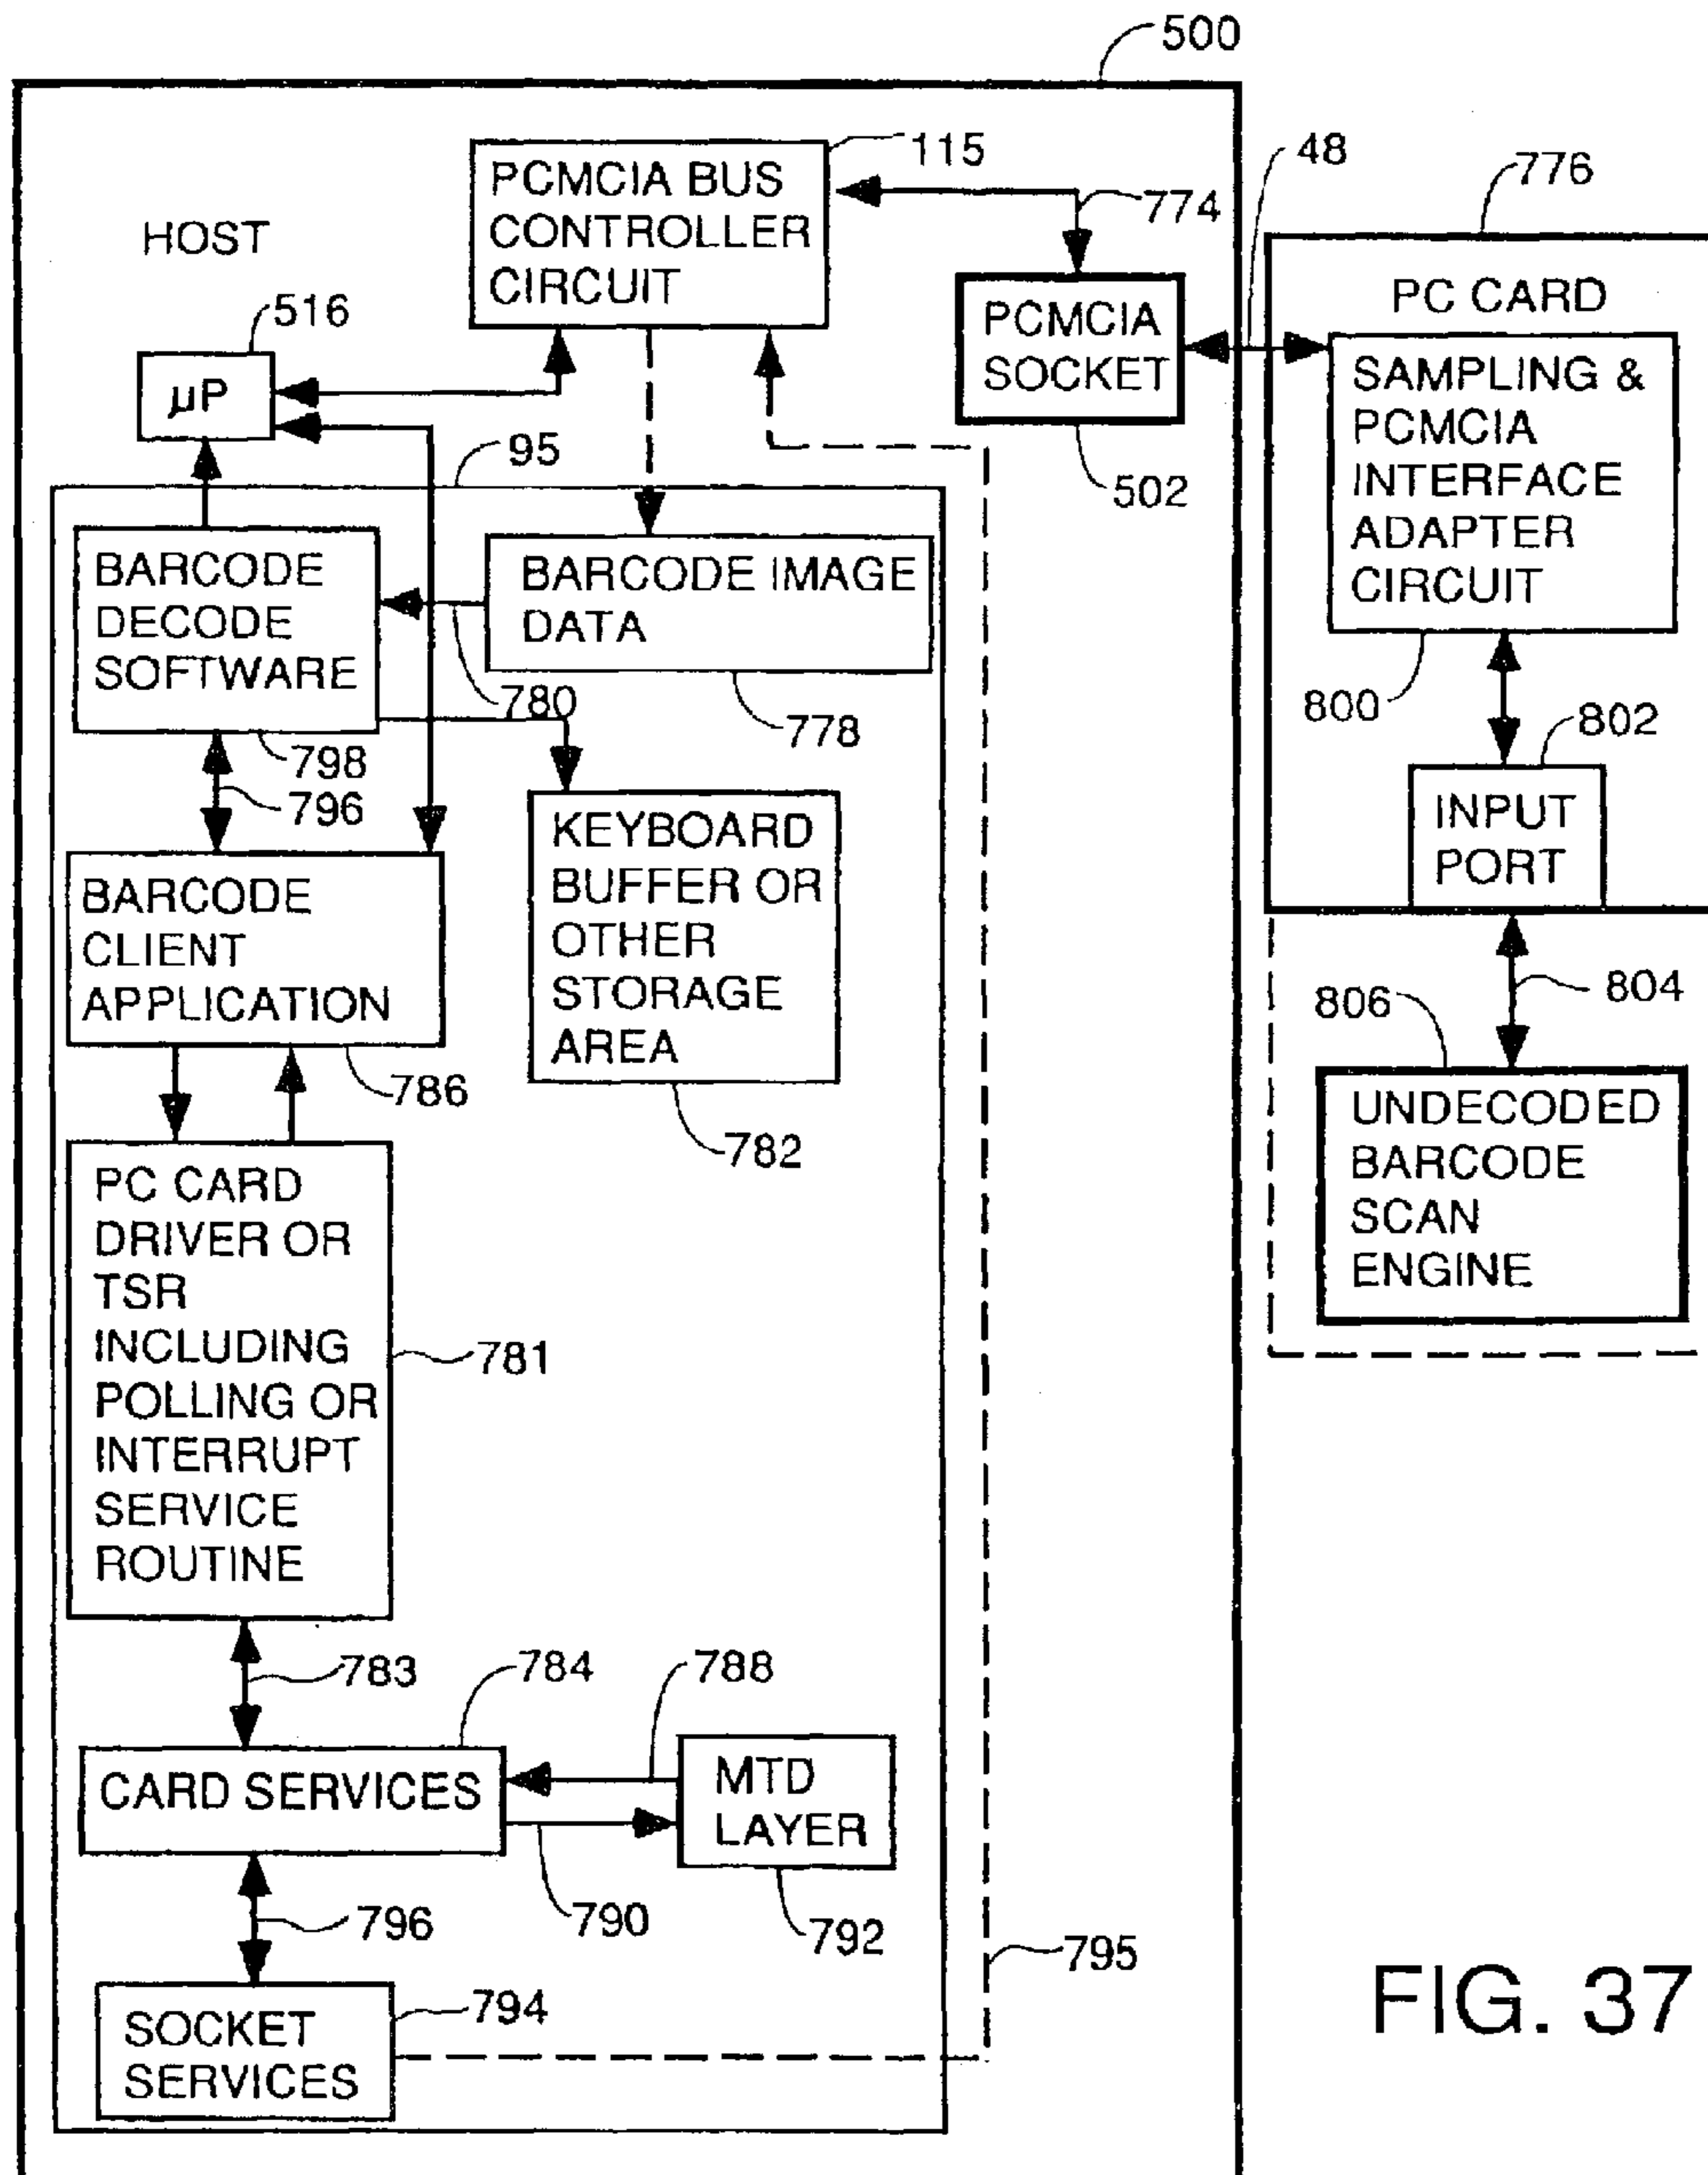 500
PCMCIA BUS
CONTROLLER
CIRCUIT
115
774
48
776
HOST
516
µP
PCMCIA
SOCKET
502
PC CARD
SAMPLING &
PCMCIA
INTERFACE
ADAPTER
CIRCUIT
800
802
INPUT
PORT
804
806
UNDECODED
BARCODE
SCAN
ENGINE
95
BARCODE
DECODE
SOFTWARE
798
796
BARCODE IMAGE
DATA
780
778
KEYBOARD
BUFFER OR
OTHER
STORAGE
AREA
782
BARCODE
CLIENT
APPLICATION
786
PC CARD
DRIVER OR
TSR
INCLUDING
POLLING OR
INTERRUPT
SERVICE
ROUTINE
781
783
784
788
CARD SERVICES
MTD
LAYER
790
792
796
795
794
SOCKET
SERVICES
FIG. 37